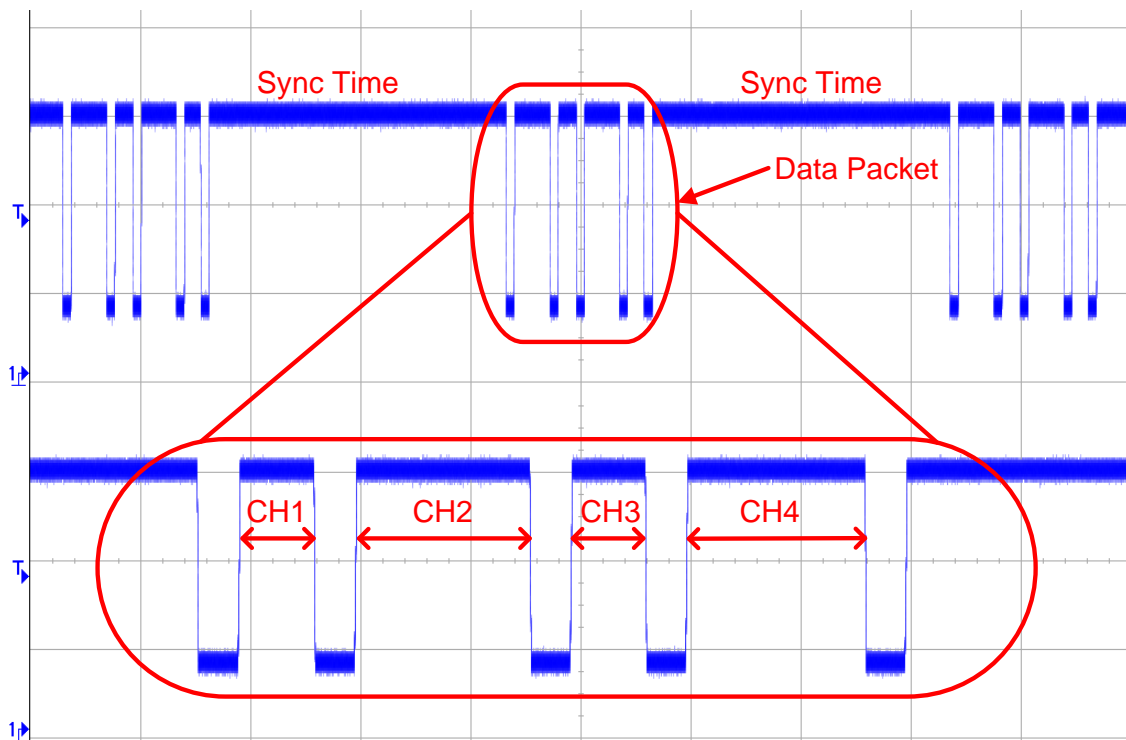 Sync Time
Sync Time
Data Packet
T
1
CH1
CH2
CH3
CH4
T
1